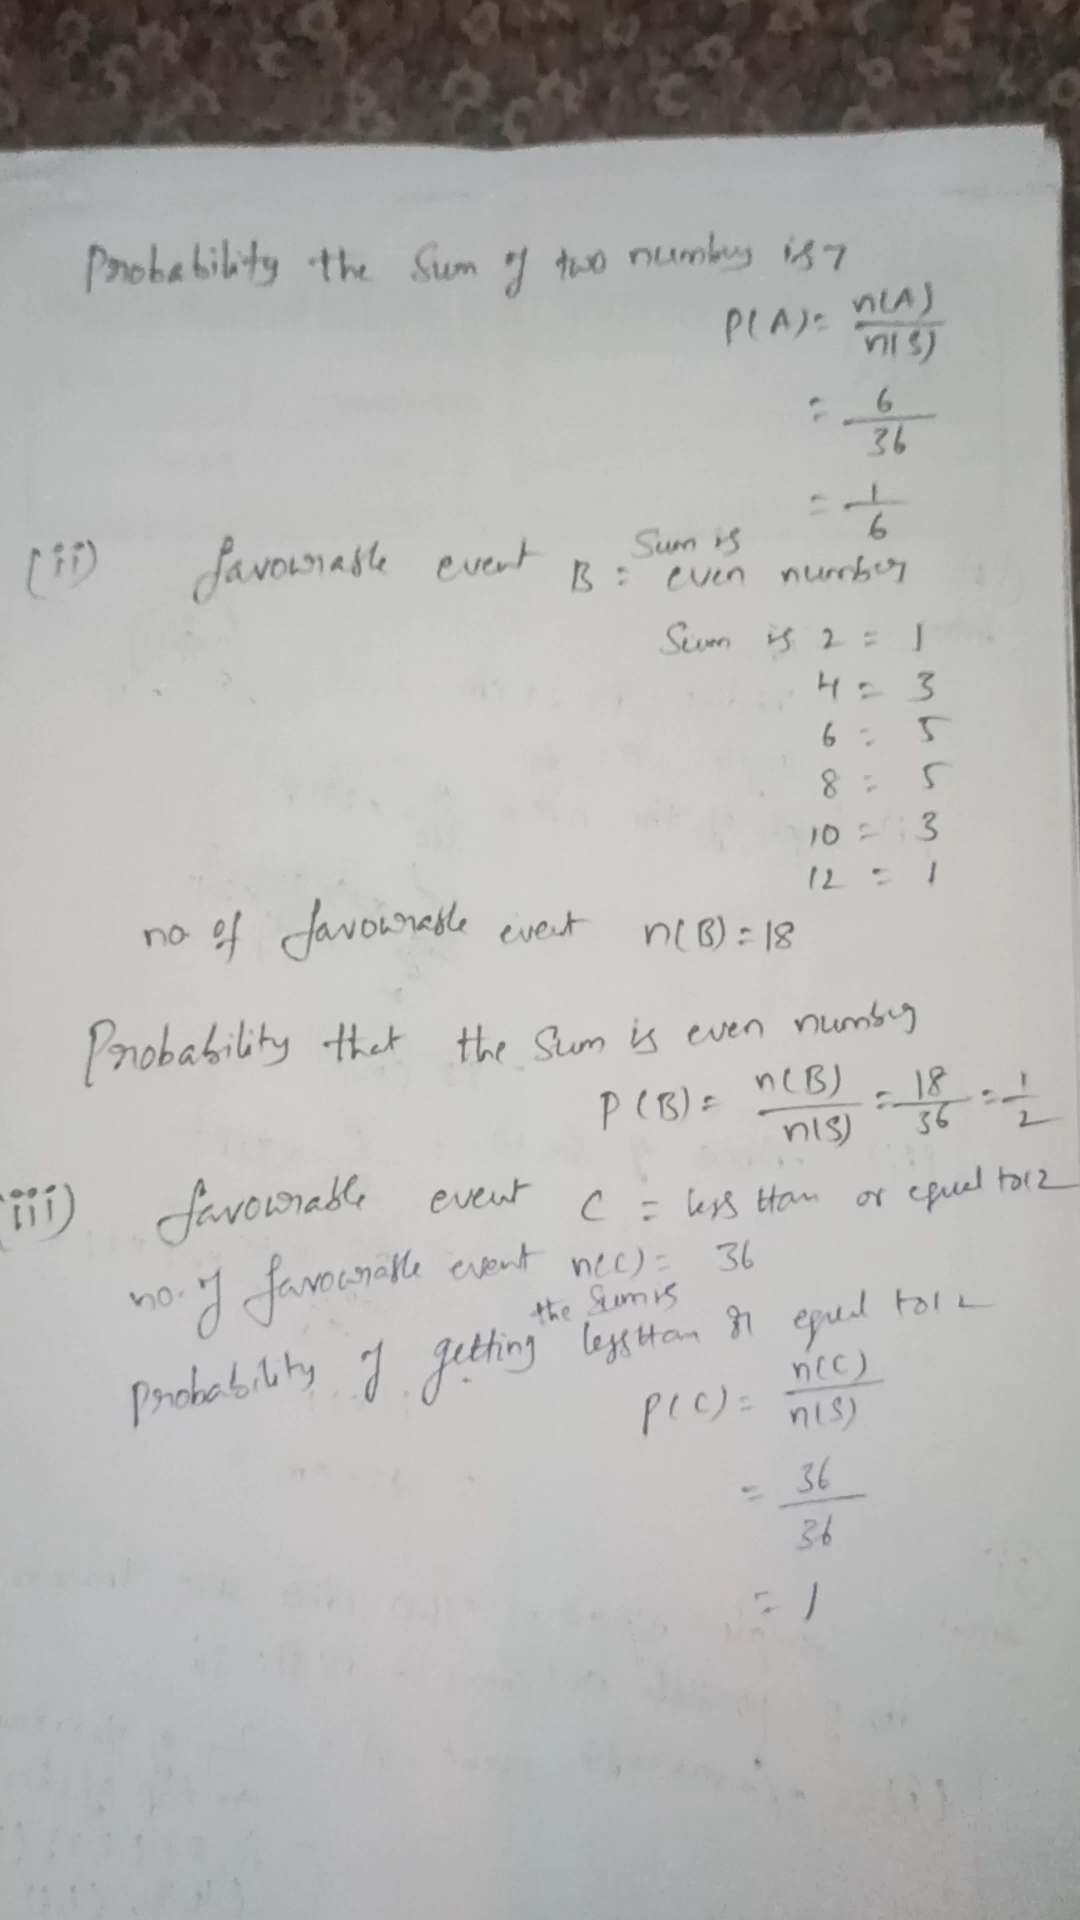 Probability the Sum of two number is 7
P(A) = n(A)/n(S)
= 6/36
= 1/6
(ii) favourable event B = Sum is even number
Sum is 2 = 1
4 = 3
6 = 5
8 = 5
10 = 3
12 = 1
no of favourable event n(B) = 18
Probability that the Sum is even number
P(B) = n(B)/n(S) = 18/36 = 1/2
(iii) favourable event C = less than or equal to 12
no. of favourable event n(C) = 36
probability of getting the Sum is less than or equal to 12
P(C) = n(C)/n(S)
= 36/36
= 1